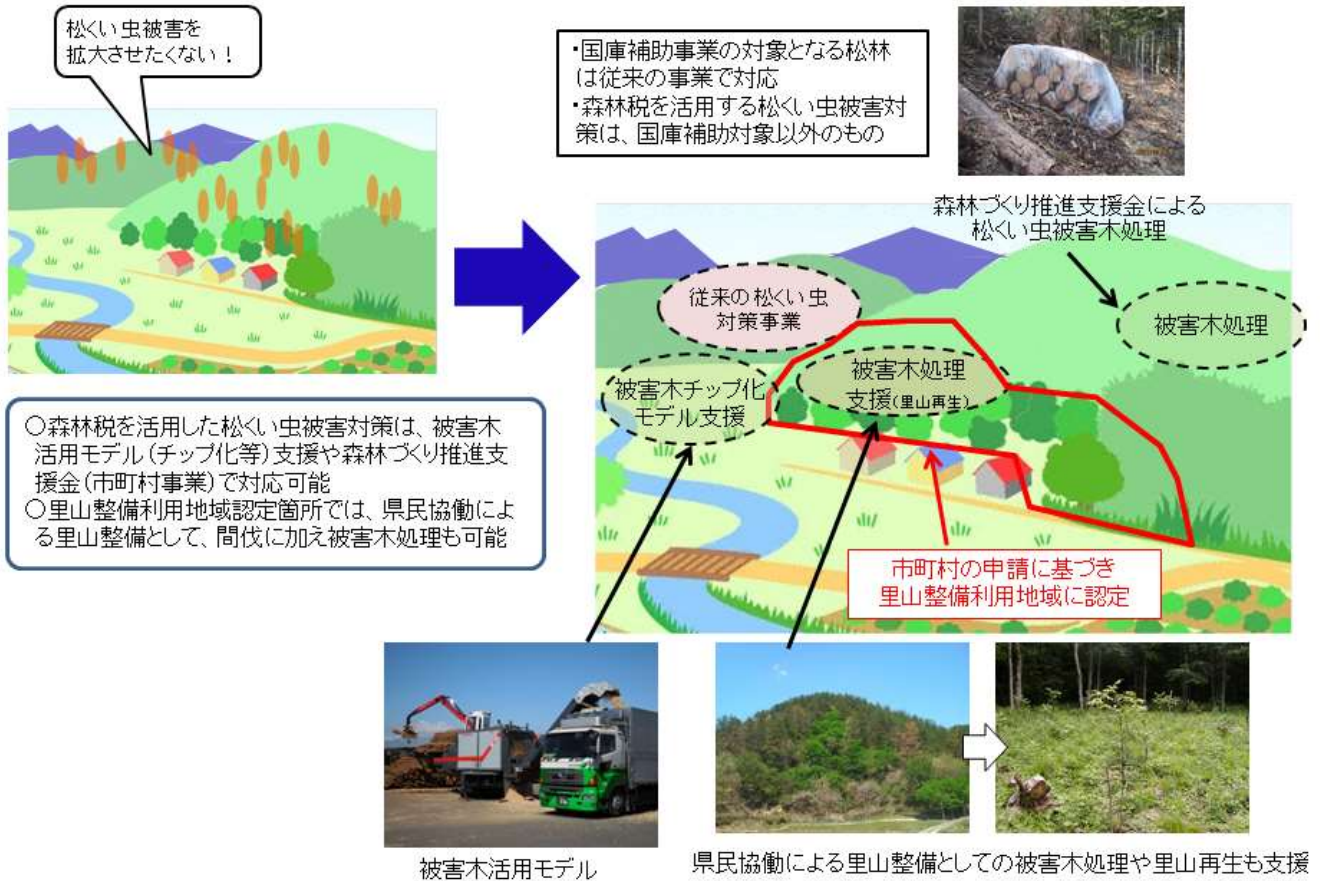 松くい虫被害を
拡大させたくない！
・国庫補助事業の対象となる松林
は従来の事業で対応
・森林税を活用する松くい虫被害対
策は、国庫補助対象以外のもの
森林づくり推進支援金による
松くい虫被害木処理
従来の松くい虫
対策事業
被害木処理
被害木チップ化
モデル支援
被害木処理
支援(里山再生)
○森林税を活用した松くい虫被害対策は、被害木
活用モデル(チップ化等)支援や森林づくり推進支
援金(市町村事業)で対応可能
○里山整備利用地域認定箇所では、県民協働によ
る里山整備として、間伐に加え被害木処理も可能
市町村の申請に基づき
里山整備利用地域に認定
被害木活用モデル
県民協働による里山整備としての被害木処理や里山再生も支援